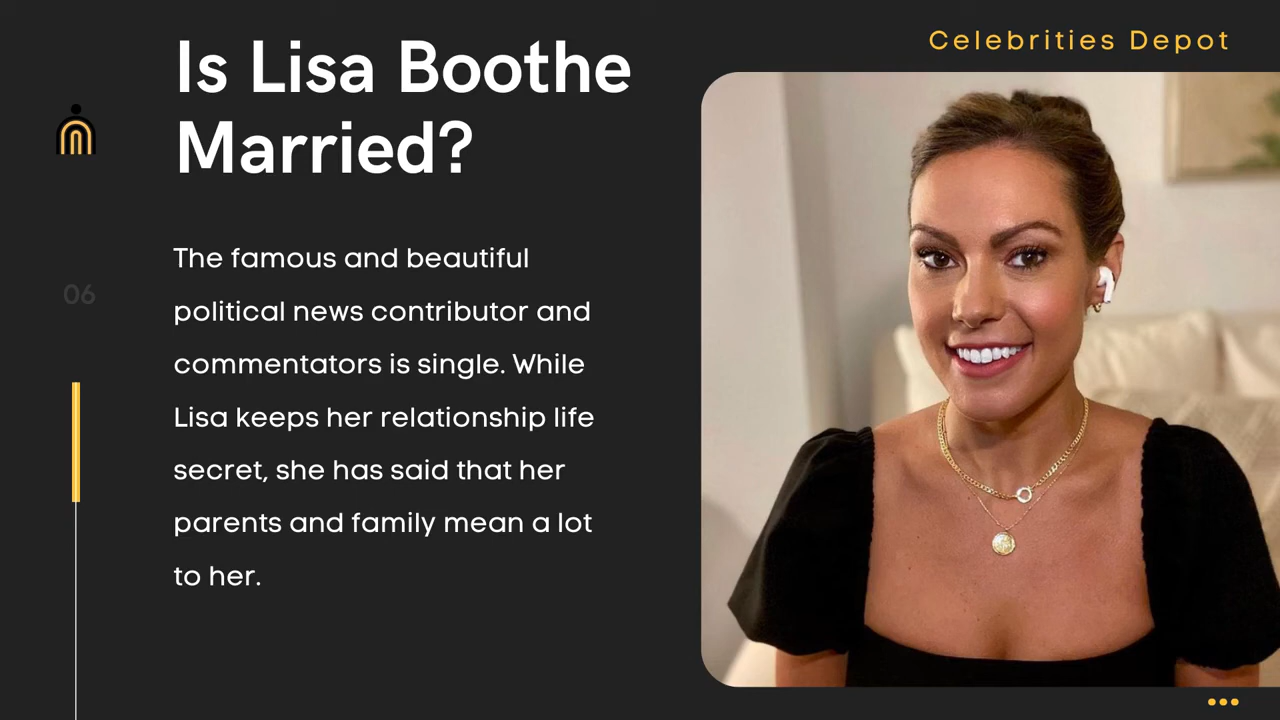 Celebrities Depot
Is Lisa Boothe
Married?
The famous and beautiful
political news contributor and
commentators is single. While
Lisa keeps her relationship life
secret, she has said that her
parents and family mean a lot
to her.
06